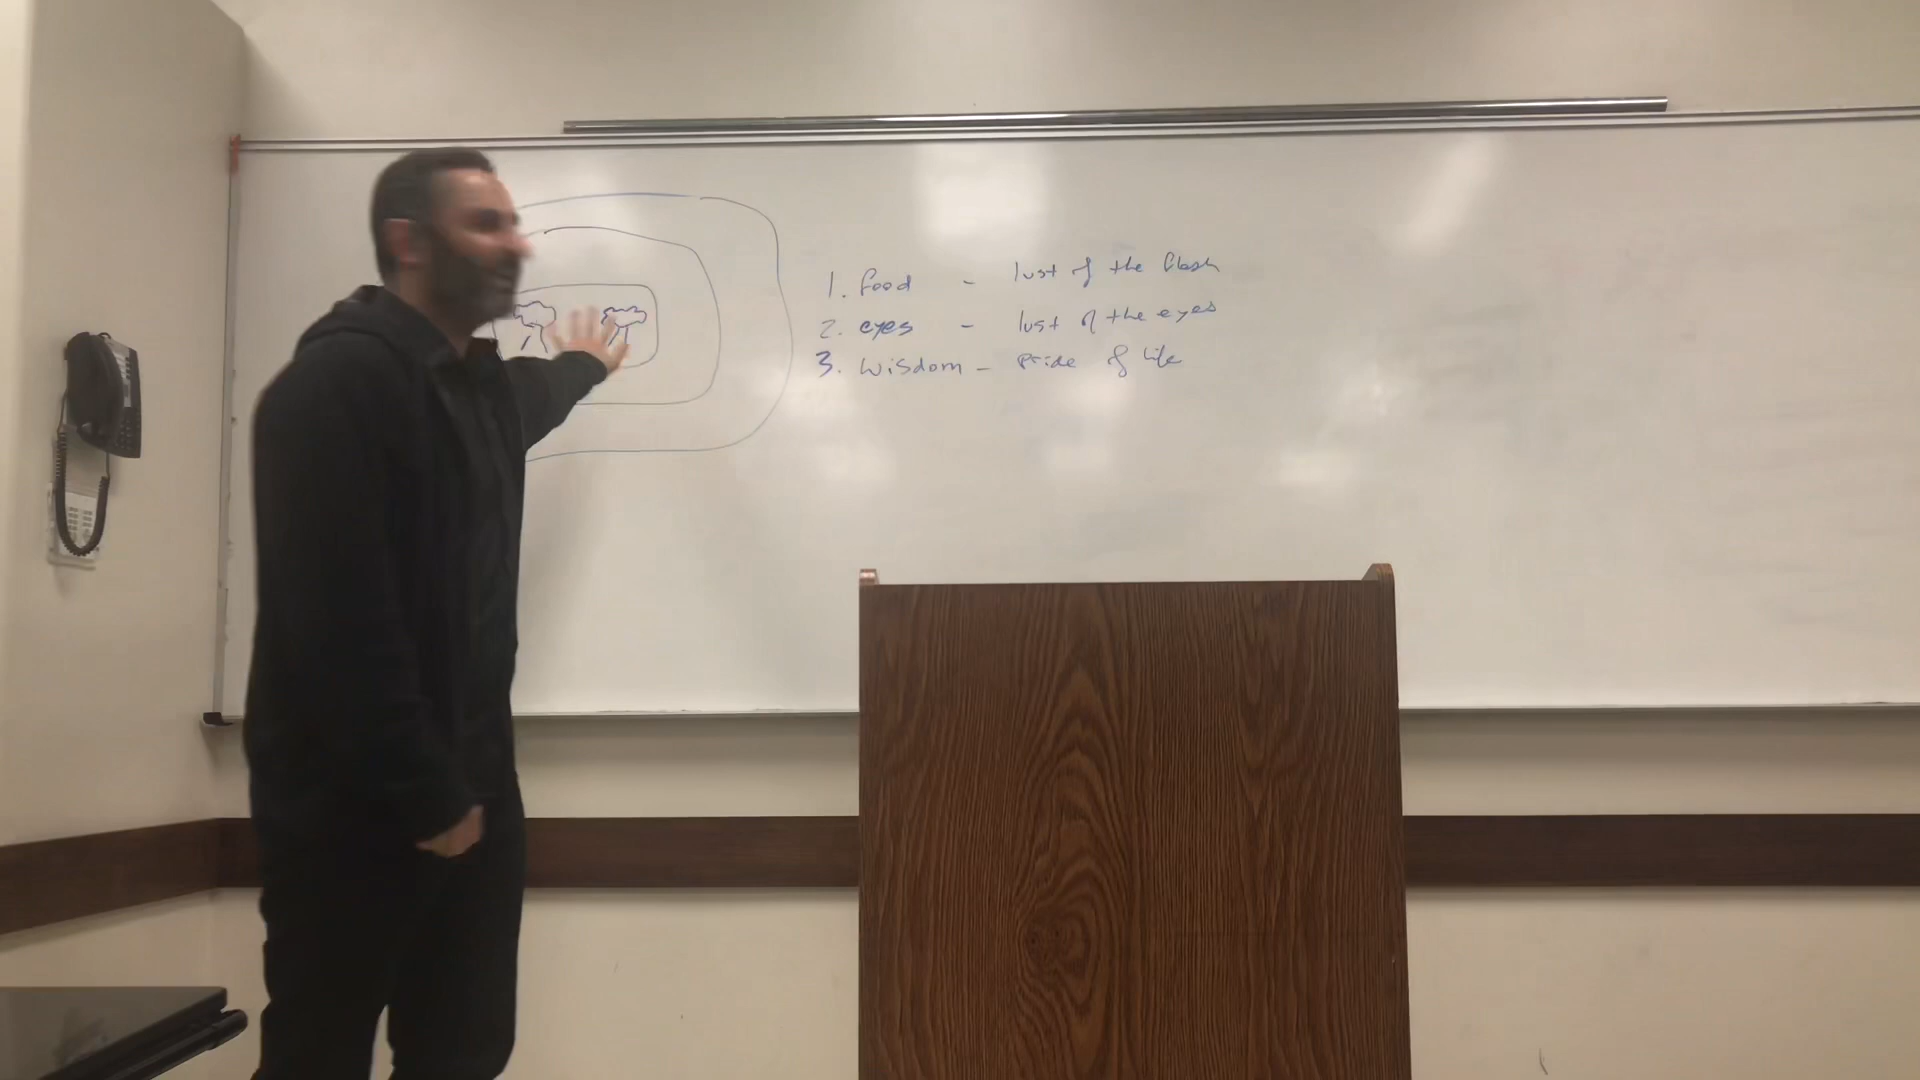 1. food - lust of the flesh
2. eyes - lust of the eyes
3. wisdom - Pride of life